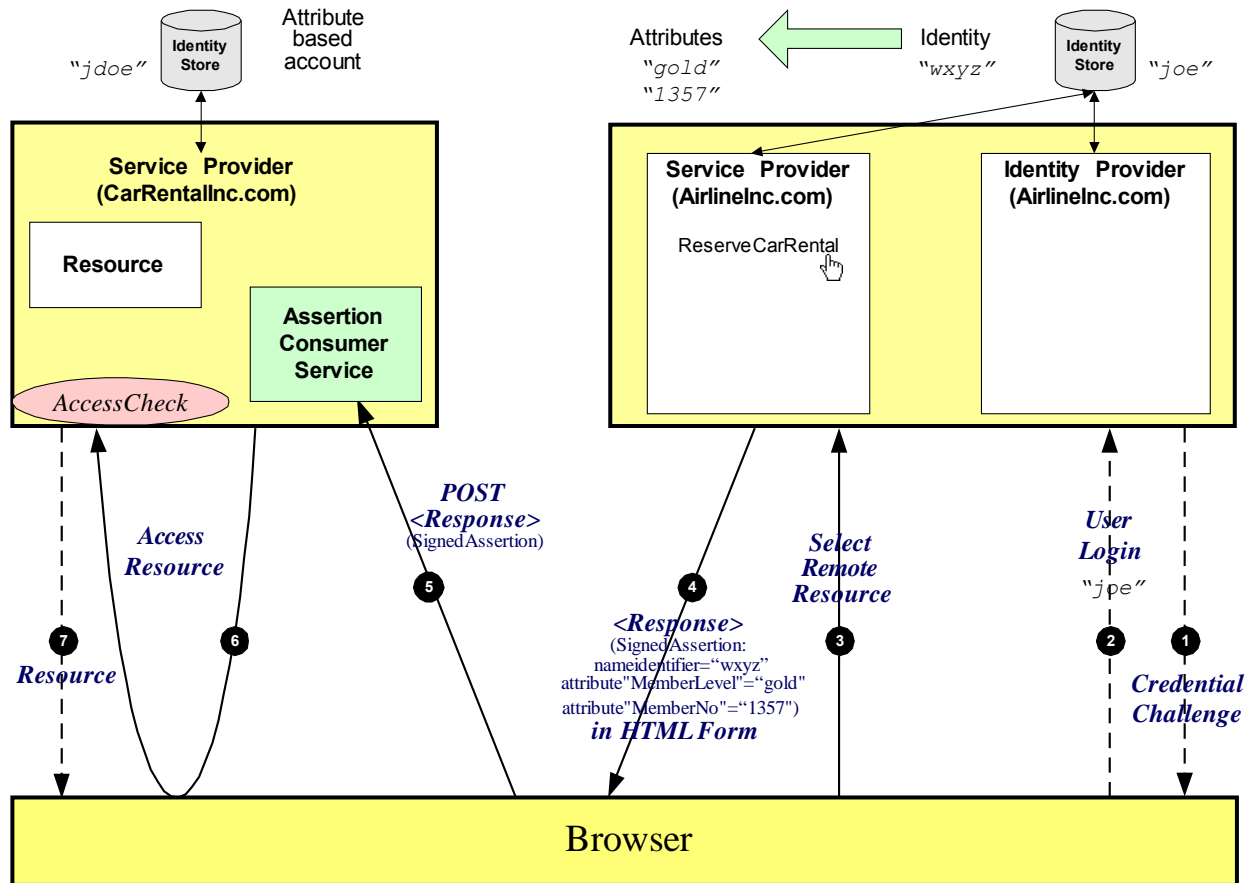 Identity
Store
"jdoe"
Attribute
based
account
Attributes
"gold"
"1357"
Identity
"wxyz"
Identity
Store
"joe"
Service Provider
(CarRentalInc.com)
Resource
Assertion
Consumer
Service
AccessCheck
Service Provider
(AirlineInc.com)
ReserveCarRental
Identity Provider
(AirlineInc.com)
Access
Resource
POST
<Response>
(SignedAssertion)
Select
Remote
Resource
User
Login
"joe"
7
Resource
6
5
4
<Response>
(SignedAssertion:
nameidentifier=“wxyz”
attribute"MemberLevel"=“gold"
attribute"MemberNo"=“1357")
in HTML Form
3
2
1
Credential
Challenge
Browser